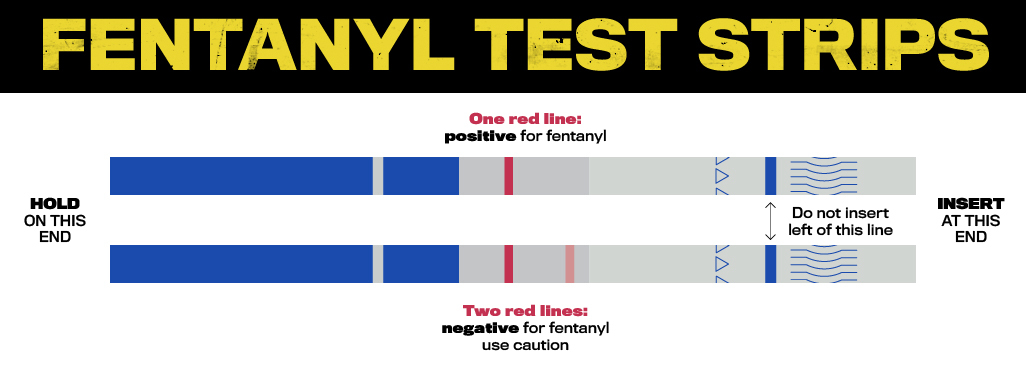 FENTANYL TEST STRIPS
One red line:
positive for fentanyl
HOLD
ON THIS
END
Do not insert
left of this line
INSERT
AT THIS
END
Two red lines:
negative for fentanyl
use caution